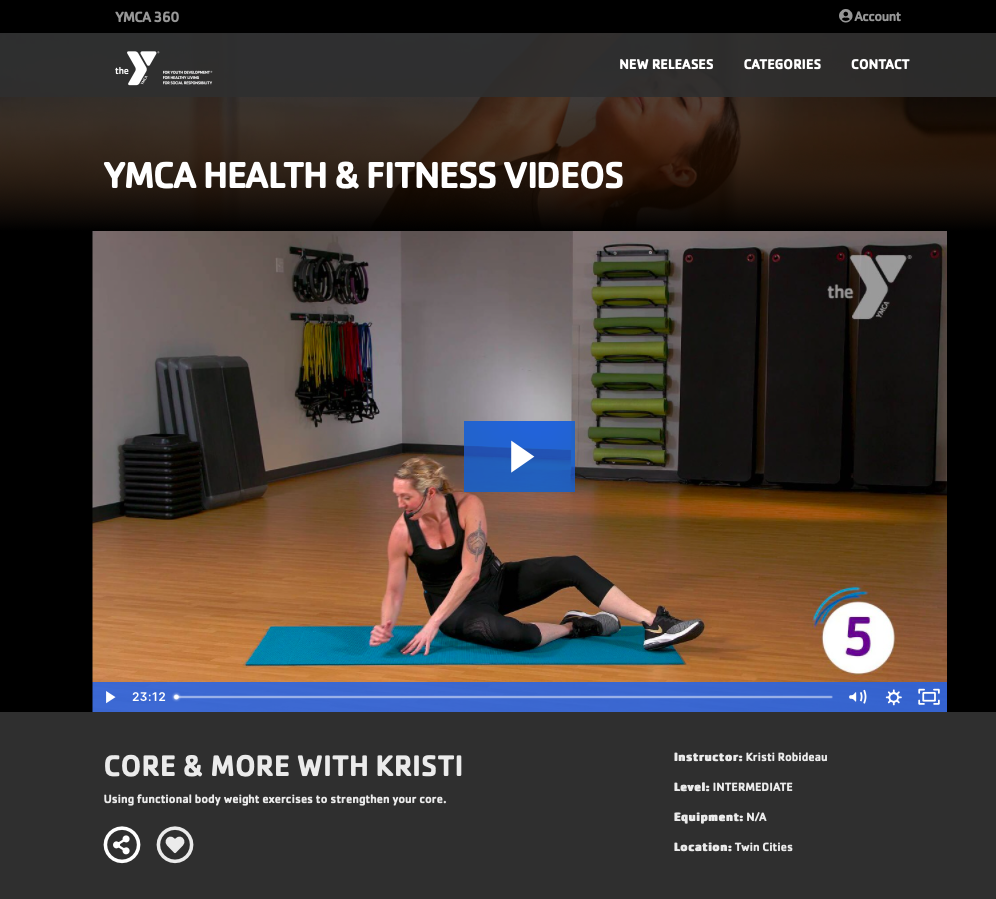 YMCA 360
Account
the YMCA
FOR YOUTH DEVELOPMENT®
FOR HEALTHY LIVING
FOR SOCIAL RESPONSIBILITY
NEW RELEASES
CATEGORIES
CONTACT
YMCA HEALTH & FITNESS VIDEOS
the YMCA
5
23:12
CORE & MORE WITH KRISTI
Using functional body weight exercises to strengthen your core.
Instructor: Kristi Robideau
Level: INTERMEDIATE
Equipment: N/A
Location: Twin Cities